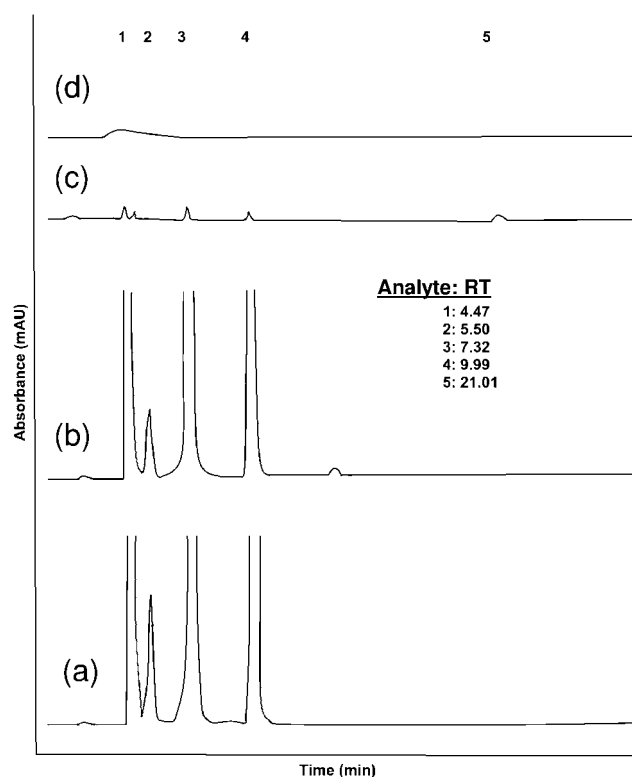 1 2 3 4 5
(d)
(c)
Analyte: RT
1: 4.47
2: 5.50
3: 7.32
4: 9.99
5: 21.01
Absorbance (mAU)
(b)
(a)
Time (min)